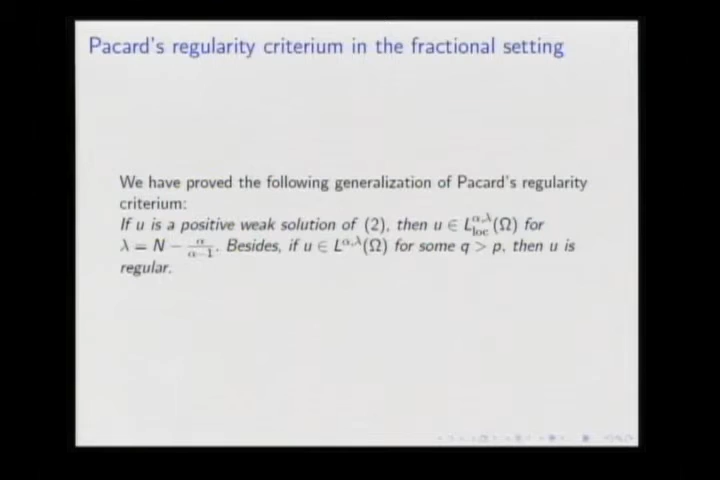 Pacard's regularity criterium in the fractional setting
We have proved the following generalization of Pacard's regularity
criterium:
If u is a positive weak solution of (2), then u ∈ L^{α,λ}_{loc}(Ω) for
λ = N − \frac{α}{α−1}. Besides, if u ∈ L^{α,λ}(Ω) for some q > p, then u is
regular.